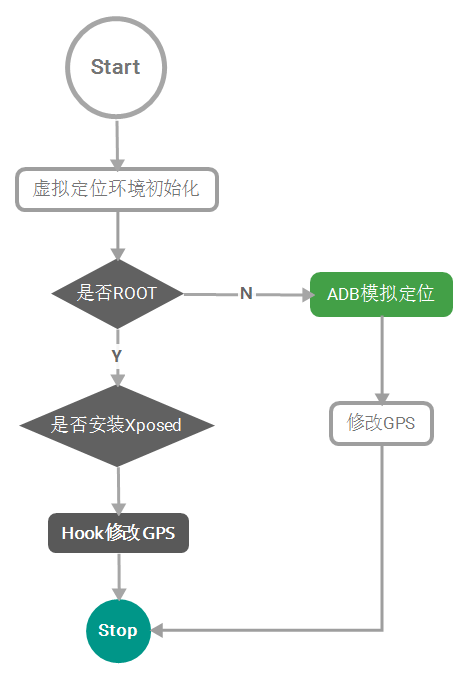 Start
虚拟定位环境初始化
是否ROOT
N
ADB模拟定位
Y
修改GPS
是否安装Xposed
Hook修改GPS
Stop